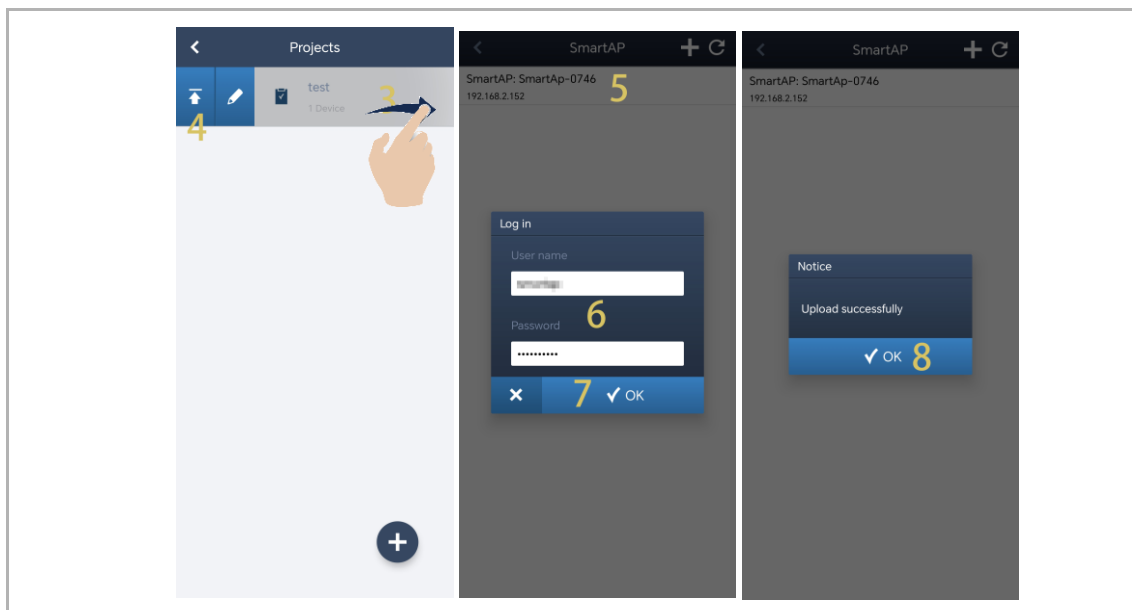 Projects
test
3
1 Device
4
SmartAP
SmartAP: SmartAp-0746
5
192.168.2.152
Log in
User name
6
Password
••••••••••
7
OK
SmartAP
SmartAP: SmartAp-0746
192.168.2.152
Notice
Upload successfully
OK
8